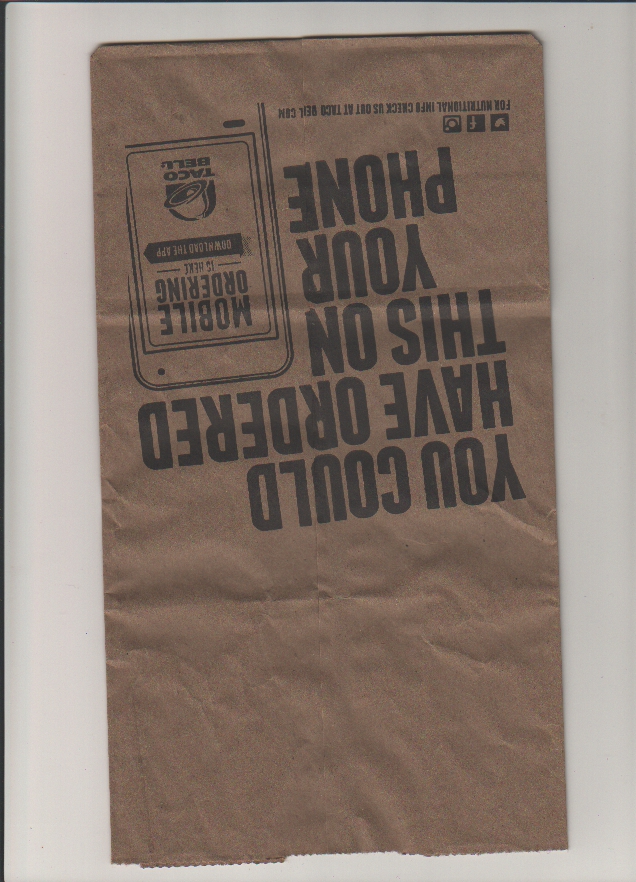 YOU COULD
HAVE ORDERED
THIS ON
YOUR
PHONE
MOBILE
ORDERING
IS HERE
DOWNLOAD THE APP
TACO
BELL
FOR NUTRITIONAL INFO CHECK US OUT AT TACO BELL COM